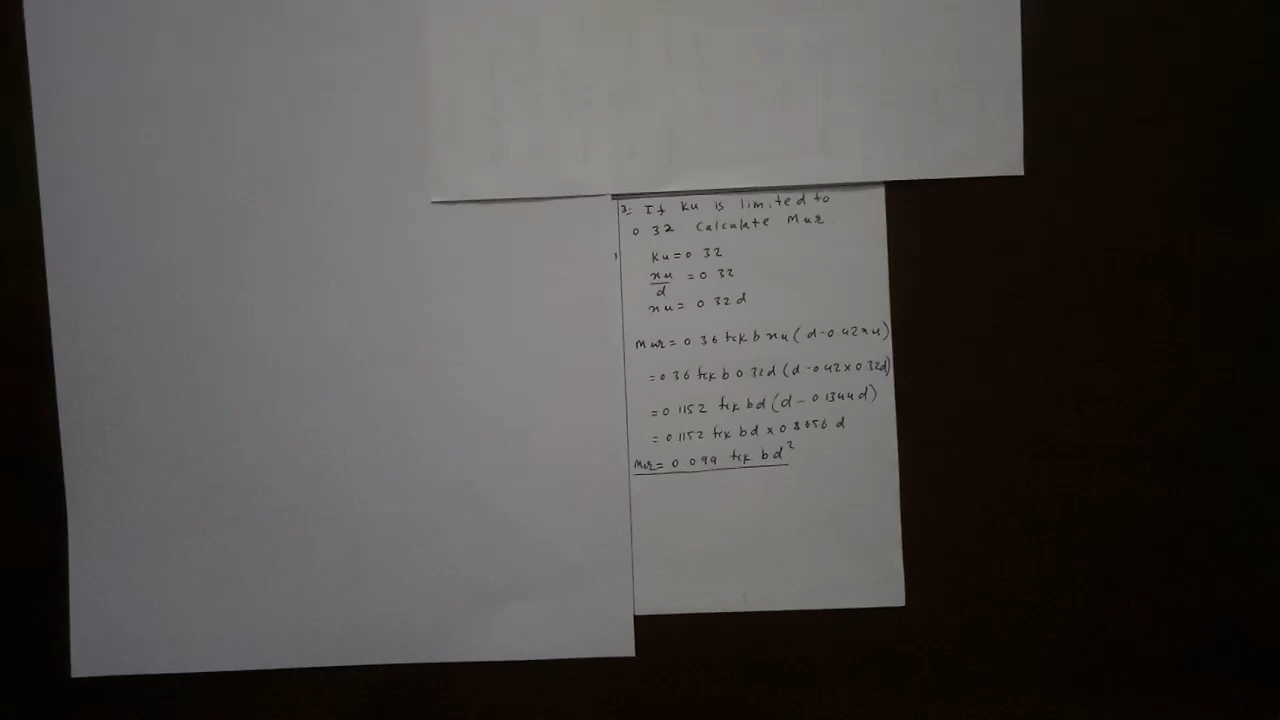 3: If Ku is limited to
0 32 Calculate Mur
Ku = 0 32
xu/d = 0 32
xu = 0 32 d
Mur = 0 36 fck b xu ( d - 0 42 xu )
= 0 36 fck b 0 32d ( d - 0 42 x 0 32d )
= 0 1152 fck bd ( d - 0 1344 d )
= 0 1152 fck bd x 0 8656 d
Mur = 0 099 fck bd²